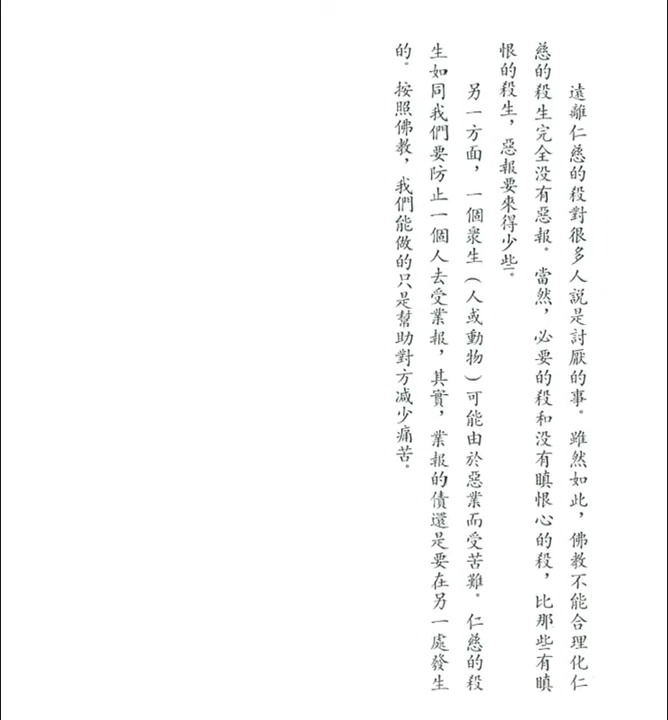 遠離仁慈的殺對很多人説是討厭的事。雖然如此，佛教不能合理化仁
慈的殺生完全没有惡報。當然，必要的殺和没有瞋恨心的殺，比那些有瞋
恨的殺生，惡報要來得少些。
另一方面，一個衆生(人或動物)可能由於惡業而受苦難。仁慈的殺
生如同我們要防止一個人去受業報，其實，業報的債還是要在另一處發生
的。按照佛教，我們能做的只是幫助對方减少痛苦。